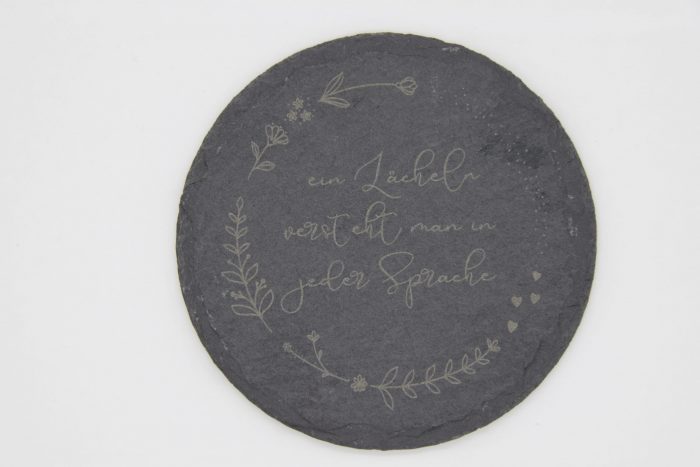 ein Lächeln
versteht man in
jeder Sprache